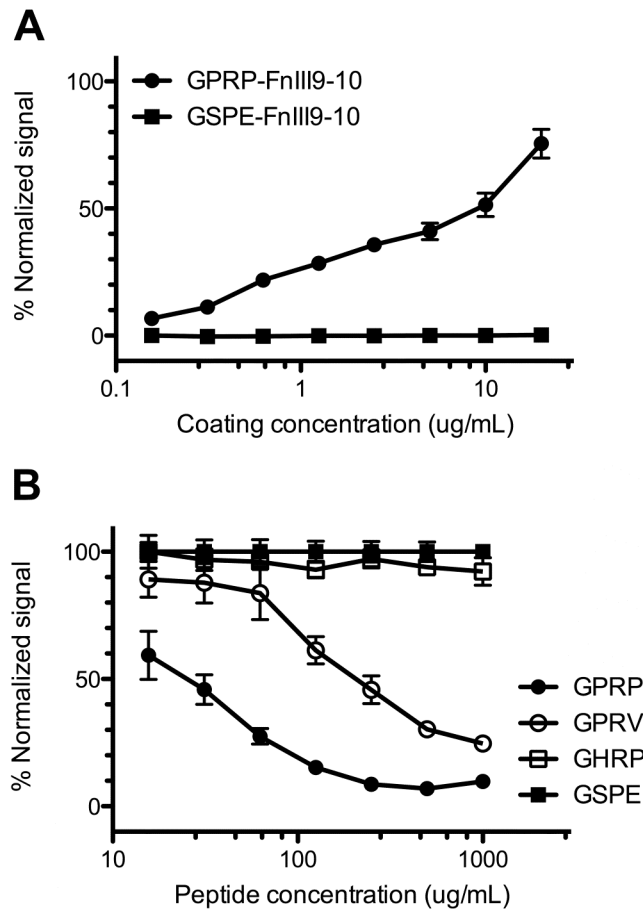 A
100
50
0
% Normalized signal
GPRP-FnIII9-10
GSPE-FnIII9-10
0.1
1
10
Coating concentration (ug/mL)
B
100
50
0
% Normalized signal
GPRP
GPRV
GHRP
GSPE
10
100
1000
Peptide concentration (ug/mL)